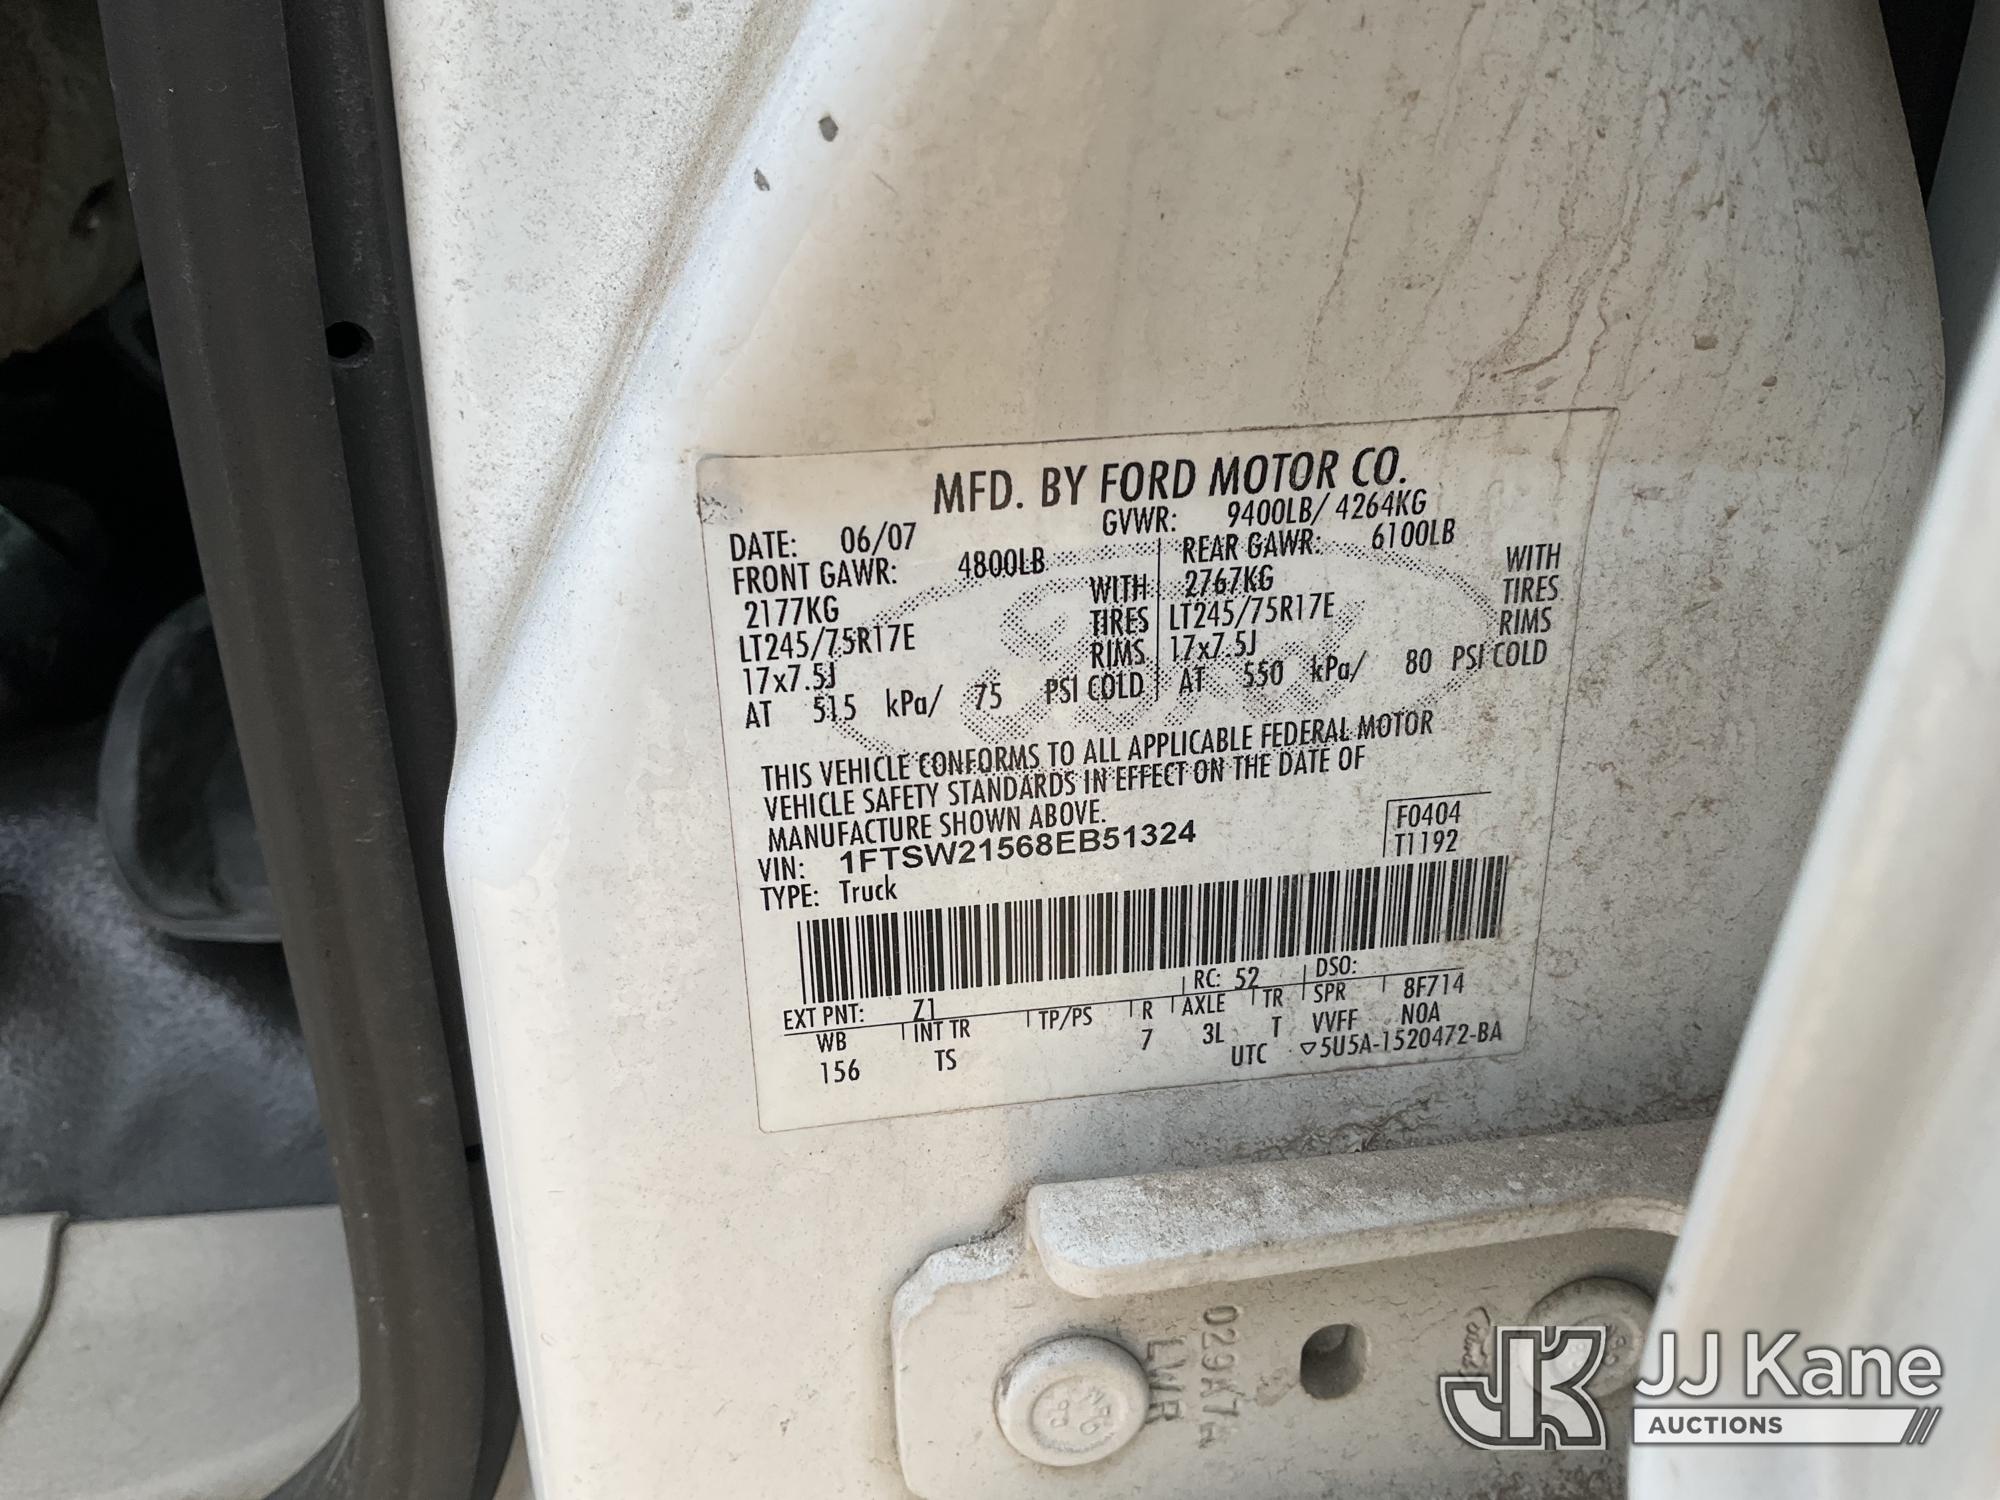 MFD. BY FORD MOTOR CO.
DATE: 06/07 GVWR: 9400LB/ 4264KG
FRONT GAWR: 4800LB REAR GAWR: 6100LB
2177KG WITH 2767KG WITH
LT245/75R17E TIRES LT245/75R17E TIRES
17x7.5J RIMS 17x7.5J RIMS
AT 515 kPa/ 75 PSI COLD AT 550 kPa/ 80 PSI COLD
THIS VEHICLE CONFORMS TO ALL APPLICABLE FEDERAL MOTOR
VEHICLE SAFETY STANDARDS IN EFFECT ON THE DATE OF
MANUFACTURE SHOWN ABOVE.
VIN: 1FTSW21568EB51324
F0404
TYPE: Truck
T1192
EXT PNT: Z1 RC: 52 DSO:
WB INT TR TP/PS R AXLE TR SPR 8F714
156 TS 7 3L T VVFF NOA
UTC ▽5U5A-1520472-BA
029A7
LWR
JJ Kane
AUCTIONS